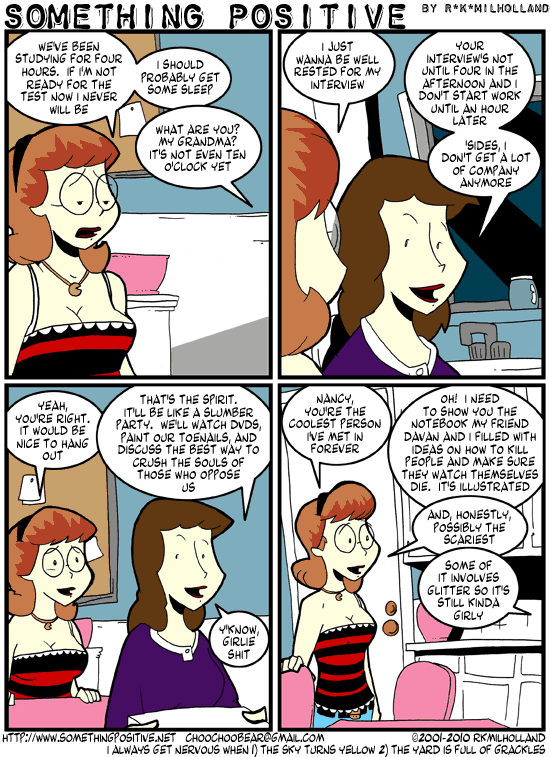 SOMETHING POSITIVE BY R*K*MILHOLLAND
WE'VE BEEN
STUDYING FOR FOUR
HOURS. IF I'M NOT
READY FOR THE
TEST NOW I NEVER
WILL BE
I SHOULD
PROBABLY GET
SOME SLEEP
WHAT ARE YOU?
MY GRANDMA?
IT'S NOT EVEN TEN
O'CLOCK YET
I JUST
WANNA BE WELL
RESTED FOR MY
INTERVIEW
YOUR
INTERVIEW'S NOT
UNTIL FOUR IN THE
AFTERNOON AND I
DON'T START WORK
UNTIL AN HOUR
LATER
'SIDES, I
DON'T GET A LOT
OF COMPANY
ANYMORE
YEAH,
YOU'RE RIGHT.
IT WOULD BE
NICE TO HANG
OUT
THAT'S THE SPIRIT.
IT'LL BE LIKE A SLUMBER
PARTY. WE'LL WATCH DVDS,
PAINT OUR TOENAILS, AND
DISCUSS THE BEST WAY TO
CRUSH THE SOULS OF
THOSE WHO OPPOSE
US
Y'KNOW,
GIRLIE
SHIT
NANCY,
YOU'RE THE
COOLEST PERSON
I'VE MET IN
FOREVER
OH! I NEED
TO SHOW YOU THE
NOTEBOOK MY FRIEND
DAVAN AND I FILLED WITH
IDEAS ON HOW TO KILL
PEOPLE AND MAKE SURE
THEY WATCH THEMSELVES
DIE. IT'S ILLUSTRATED
AND, HONESTLY,
POSSIBLY THE
SCARIEST
SOME OF
IT INVOLVES
GLITTER SO IT'S
STILL KINDA
GIRLY
HTTP://WWW.SOMETHINGPOSITIVE.NET CHOOCHOOBEAR@GMAIL.COM ©2001-2010 RKMILHOLLAND
I ALWAYS GET NERVOUS WHEN 1) THE SKY TURNS YELLOW 2) THE YARD IS FULL OF GRACKLES